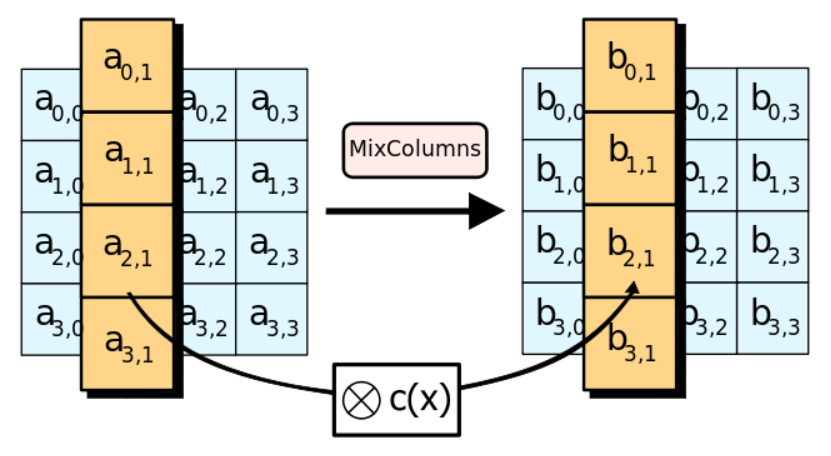 a0,1
a0,0 a0,2 a0,3
a1,1
a1,0 a1,2 a1,3
a2,1
a2,0 a2,2 a2,3
a3,1
a3,0 a3,2 a3,3
MixColumns
b0,1
b0,0 b0,2 b0,3
b1,1
b1,0 b1,2 b1,3
b2,1
b2,0 b2,2 b2,3
b3,1
b3,0 b3,2 b3,3
⊗ c(x)